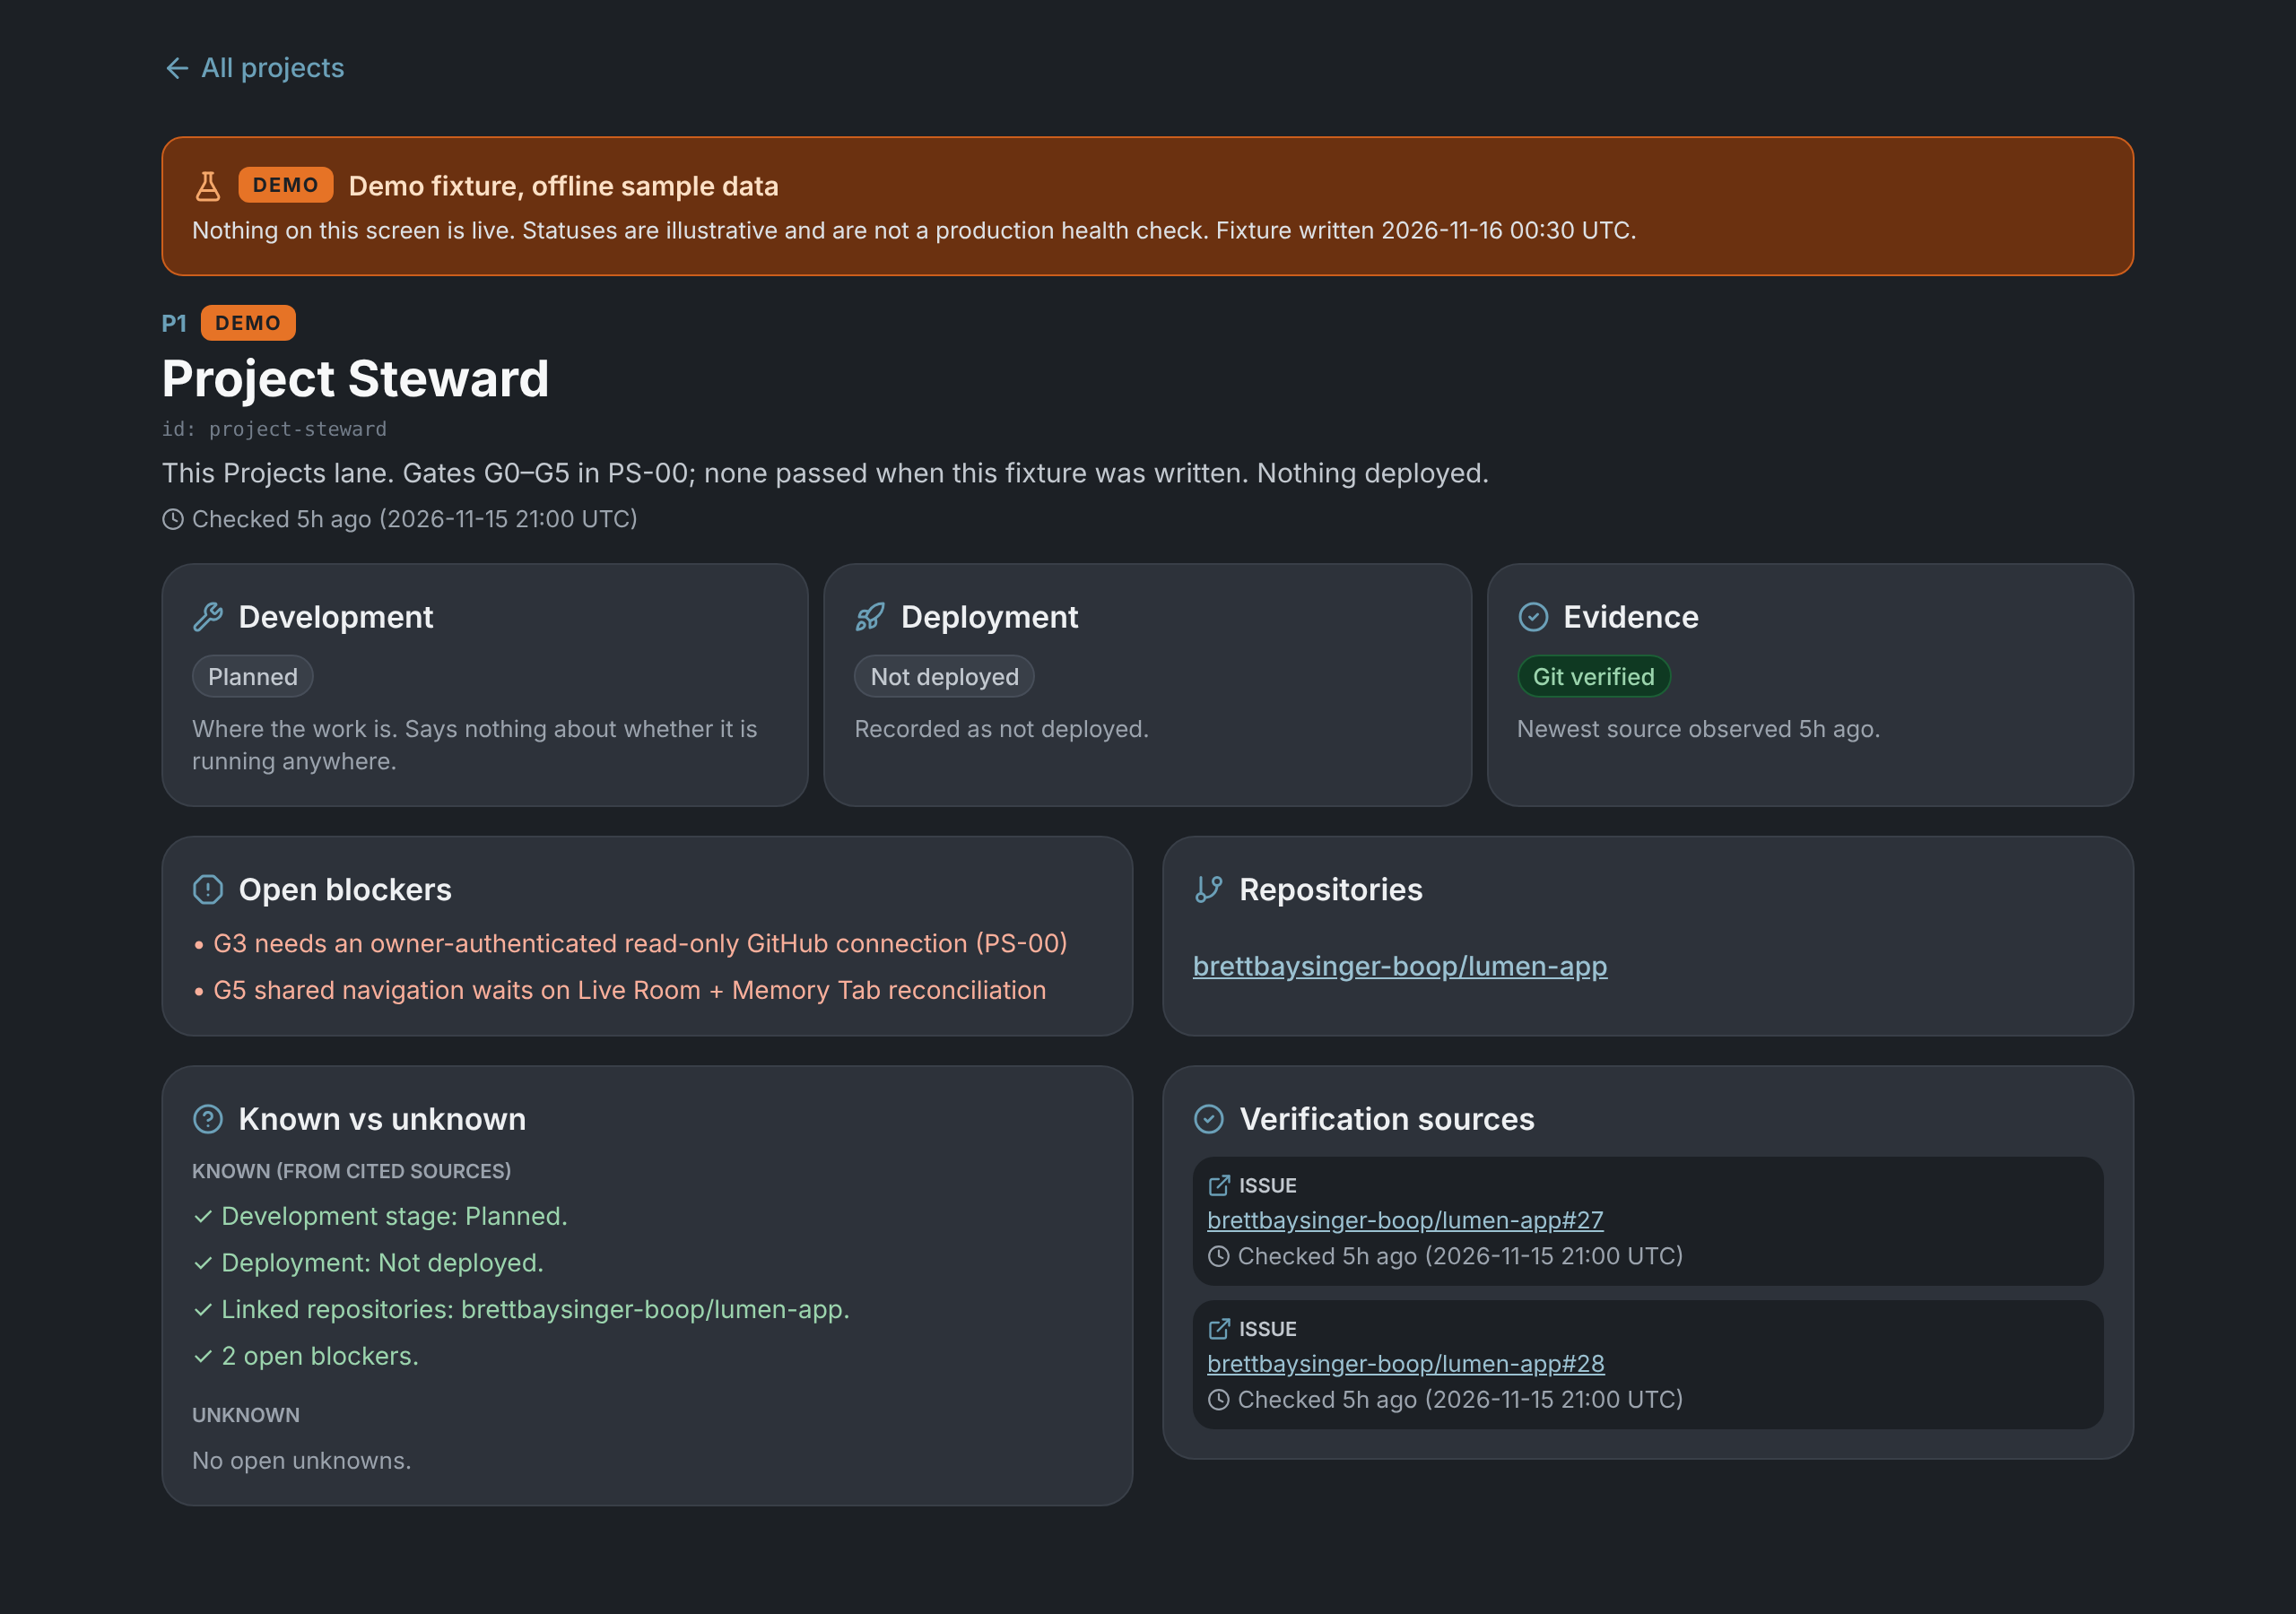 All projects
DEMO Demo fixture, offline sample data
Nothing on this screen is live. Statuses are illustrative and are not a production health check. Fixture written 2026-11-16 00:30 UTC.
P1 DEMO
Project Steward
id: project-steward
This Projects lane. Gates G0–G5 in PS-00; none passed when this fixture was written. Nothing deployed.
Checked 5h ago (2026-11-15 21:00 UTC)
Development
Planned
Where the work is. Says nothing about whether it is
running anywhere.
Deployment
Not deployed
Recorded as not deployed.
Evidence
Git verified
Newest source observed 5h ago.
Open blockers
• G3 needs an owner-authenticated read-only GitHub connection (PS-00)
• G5 shared navigation waits on Live Room + Memory Tab reconciliation
Repositories
brettbaysinger-boop/lumen-app
Known vs unknown
KNOWN (FROM CITED SOURCES)
✓ Development stage: Planned.
✓ Deployment: Not deployed.
✓ Linked repositories: brettbaysinger-boop/lumen-app.
✓ 2 open blockers.
UNKNOWN
No open unknowns.
Verification sources
ISSUE
brettbaysinger-boop/lumen-app#27
Checked 5h ago (2026-11-15 21:00 UTC)
ISSUE
brettbaysinger-boop/lumen-app#28
Checked 5h ago (2026-11-15 21:00 UTC)